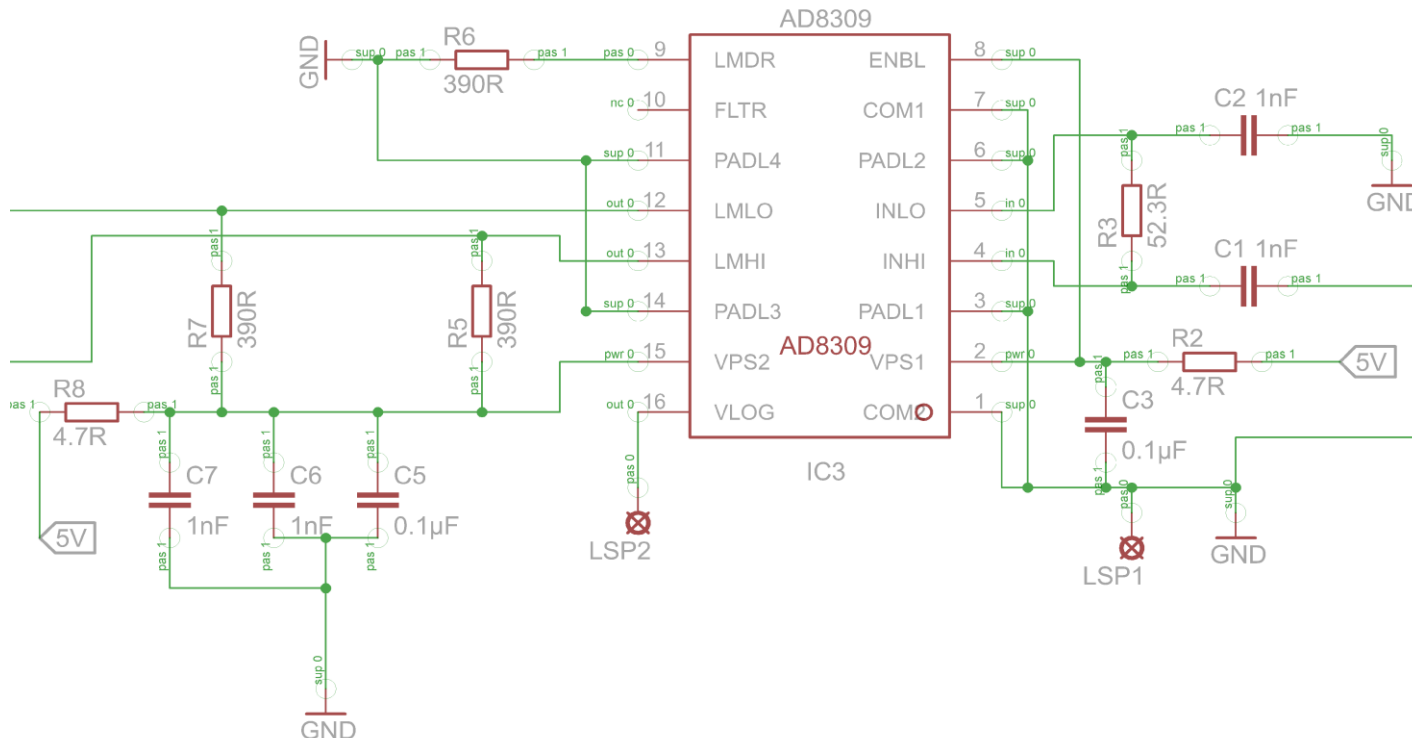 AD8309
GND
sup 0
pas 1
R6
390R
pas 1
pas 0
9
LMDR
ENBL
8
sup 0
nc 0
10
FLTR
COM1
7
sup 0
C2 1nF
pas 1
pas 1
sup 0
GND
sup 0
11
PADL4
PADL2
6
sup 0
pas 1
out 0
12
LMLO
INLO
5
in 0
R3
52.3R
pas 1
pas 1
pas 1
out 0
13
LMHI
INHI
4
in 0
C1 1nF
pas 1
pas 1
R7
390R
pas 1
R5
390R
pas 1
sup 0
14
PADL3
PADL1
3
sup 0
AD8309
pwr 0
15
VPS2
VPS1
2
pwr 0
pas 1
pas 1
R2
4.7R
pas 1
5V
pas 1
R8
4.7R
pas 1
out 0
16
VLOG
COM2
1
sup 0
C3
0.1µF
pas 1
pas 1
C7
1nF
pas 1
pas 1
C6
1nF
pas 1
pas 1
C5
0.1µF
pas 1
5V
IC3
pas 0
LSP2
pas 0
LSP1
sup 0
GND
sup 0
GND